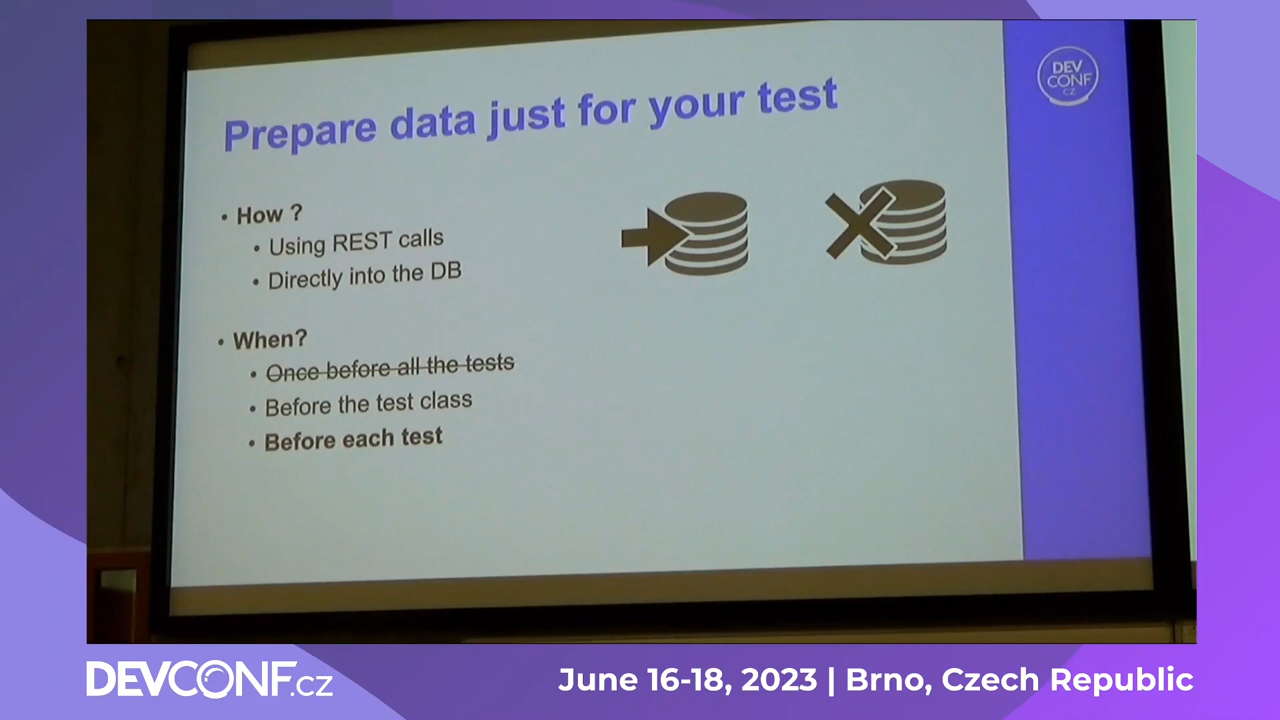 Prepare data just for your test
DEV
CONF
CZ
• How ?
• Using REST calls
• Directly into the DB
• When?
• Once before all the tests
• Before the test class
• Before each test
DEVCONF.cz
June 16-18, 2023 | Brno, Czech Republic